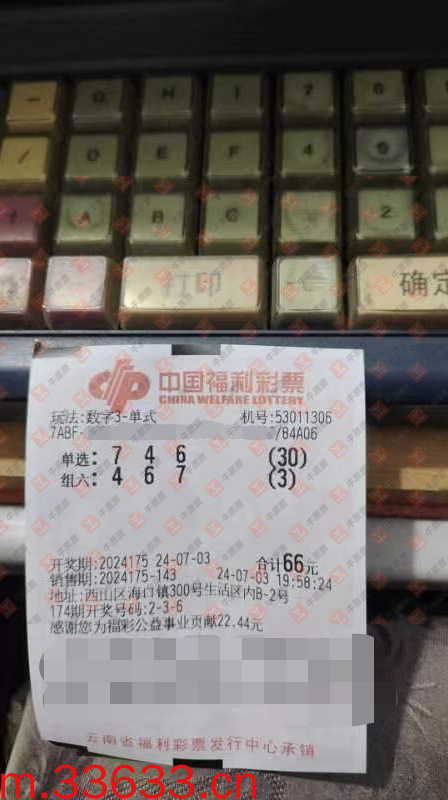 G H I 7 8
/ D E F 4 9
A B C 2
打印 确定
中国福利彩票
CHINA WELFARE LOTTERY
玩法:数字3-单式 机号:53011306
7ABF- /84A06
单选: 7 4 6 (30)
组六: 4 6 7 (3)
开奖期:2024175 24-07-03 合计66元
销售期:2024175-143 24-07-03 19:58:24
地址:西山区海口镇300号生活区内B-2号
174期开奖号码:2-3-6
感谢您为福彩公益事业贡献22.44元
云南省福利彩票发行中心承销
m.33633.cn